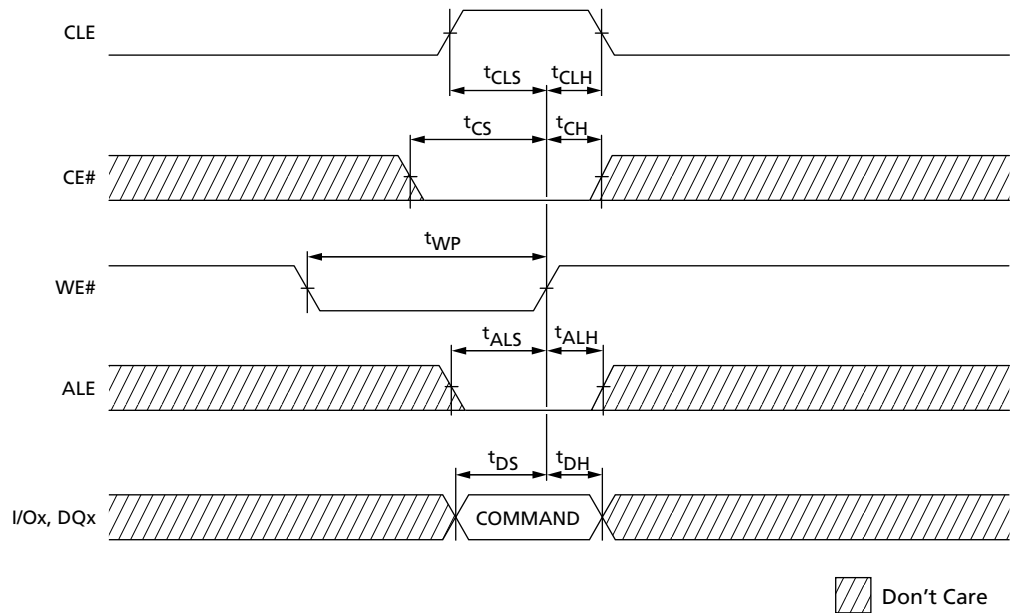 CLE
tCLS tCLH
tCS tCH
CE#
tWP
WE#
tALS tALH
ALE
tDS tDH
I/Ox, DQx COMMAND
Don't Care